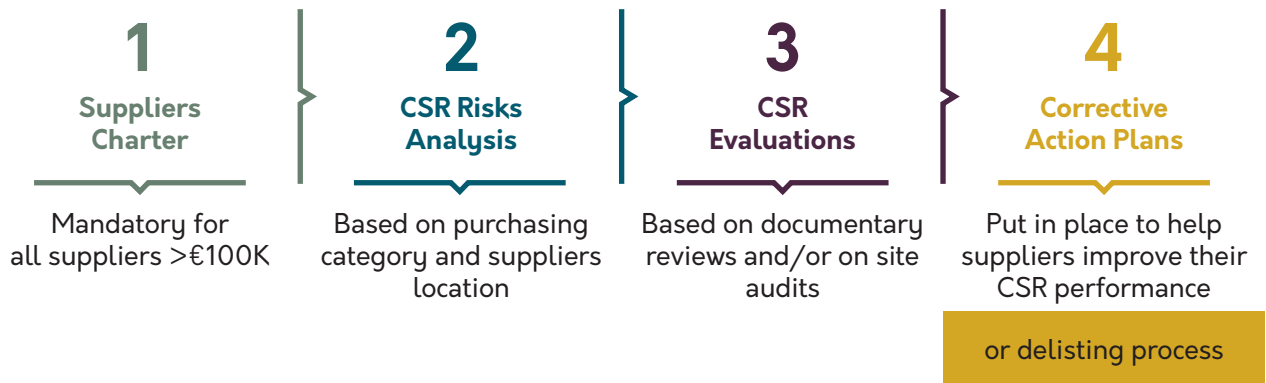 1
Suppliers
Charter
Mandatory for
all suppliers >€100K
2
CSR Risks
Analysis
Based on purchasing
category and suppliers
location
3
CSR
Evaluations
Based on documentary
reviews and/or on site
audits
4
Corrective
Action Plans
Put in place to help
suppliers improve their
CSR performance
or delisting process